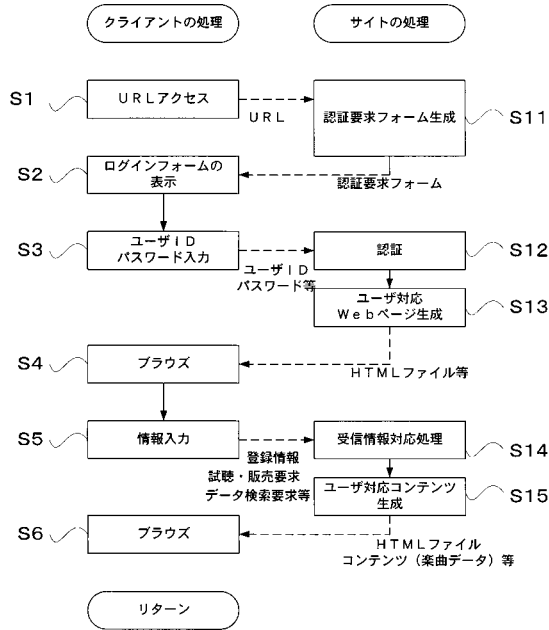 クライアントの処理
サイトの処理
S1
URLアクセス
URL
認証要求フォーム生成
S11
S2
ログインフォームの
表示
認証要求フォーム
S3
ユーザID
パスワード入力
ユーザID
パスワード等
認証
S12
ユーザ対応
Webページ生成
S13
S4
ブラウズ
HTMLファイル等
S5
情報入力
登録情報
試聴・販売要求
データ検索要求等
受信情報対応処理
S14
ユーザ対応コンテンツ
生成
S15
S6
ブラウズ
HTMLファイル
コンテンツ(楽曲データ)等
リターン